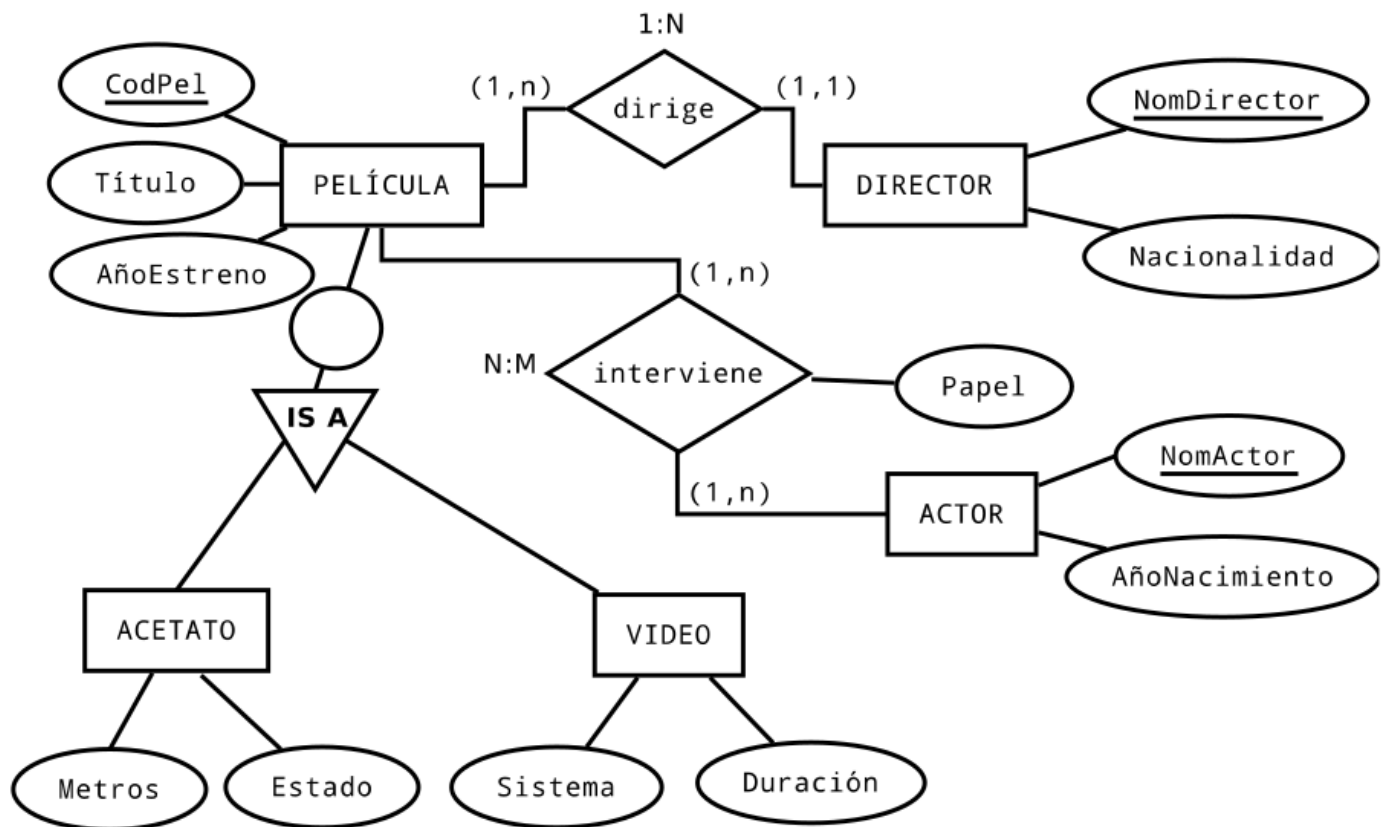 1:N
CodPel
(1,n)
dirige
(1,1)
NomDirector
Título
PELÍCULA
DIRECTOR
AñoEstreno
Nacionalidad
(1,n)
N:M
interviene
Papel
IS A
NomActor
(1,n)
ACTOR
AñoNacimiento
ACETATO
VIDEO
Metros
Estado
Sistema
Duración